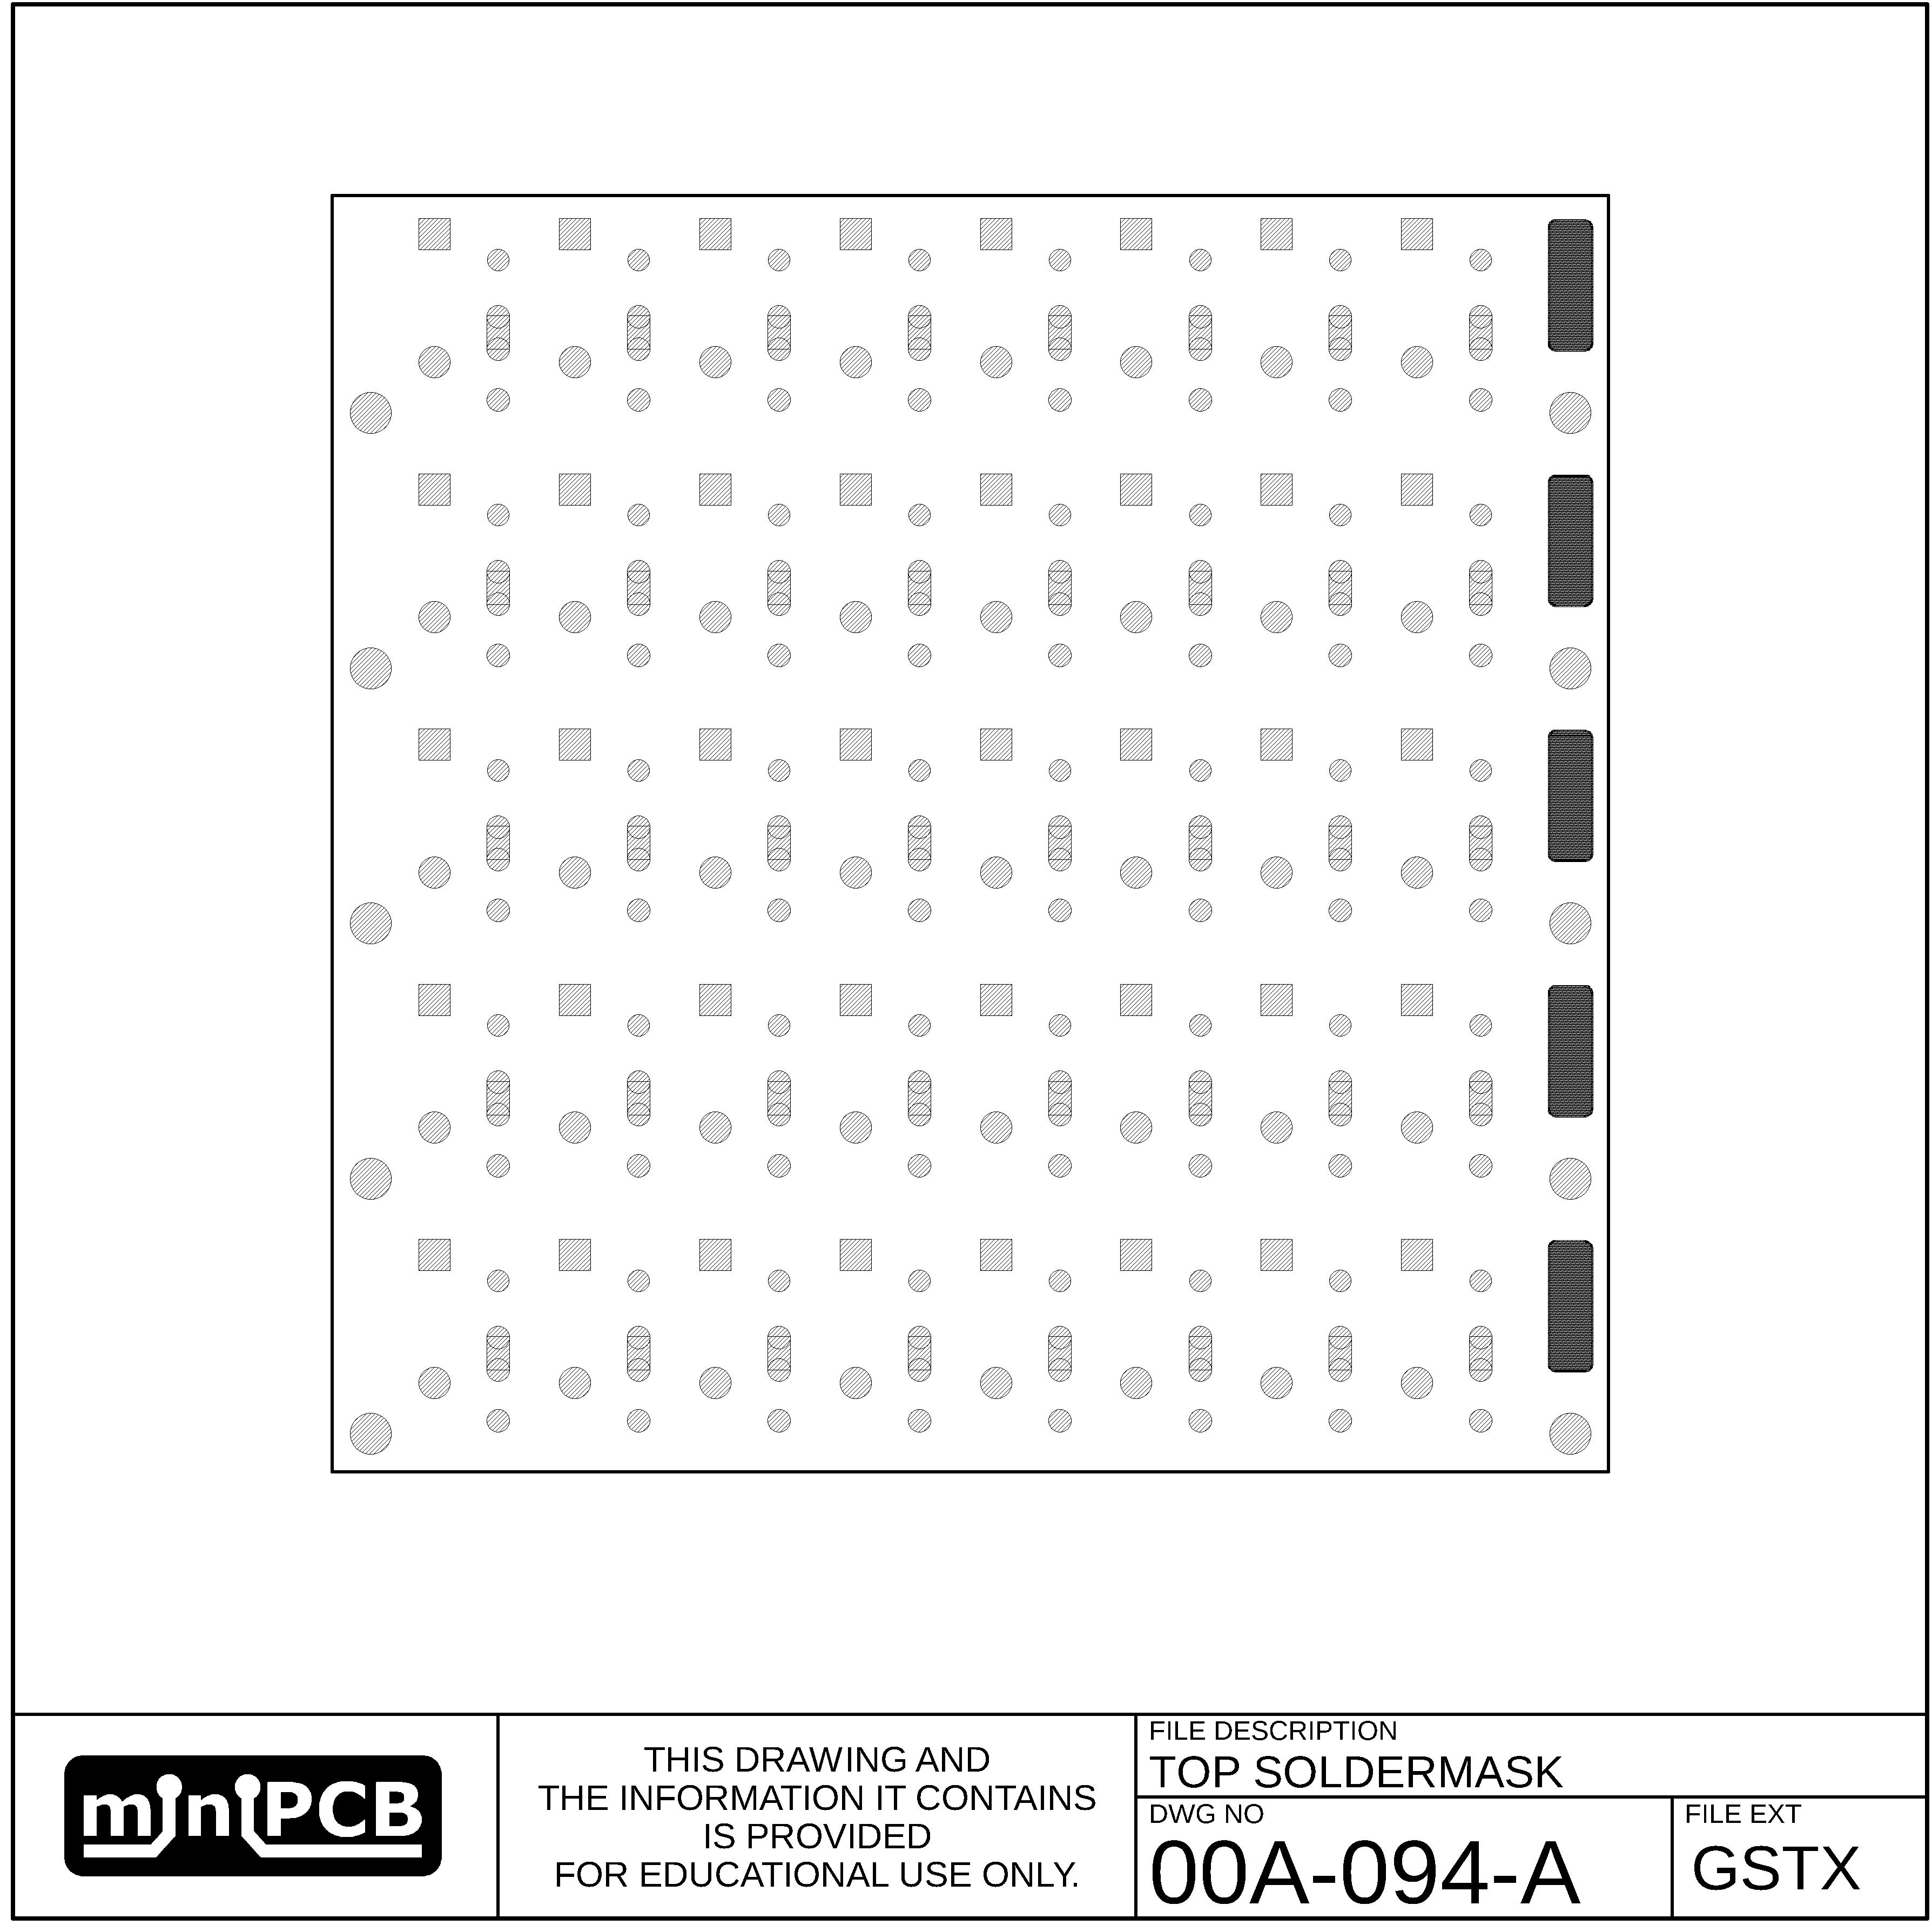 miniPCB
THIS DRAWING AND
THE INFORMATION IT CONTAINS
IS PROVIDED
FOR EDUCATIONAL USE ONLY.
FILE DESCRIPTION
TOP SOLDERMASK
DWG NO
00A-094-A
FILE EXT
GSTX